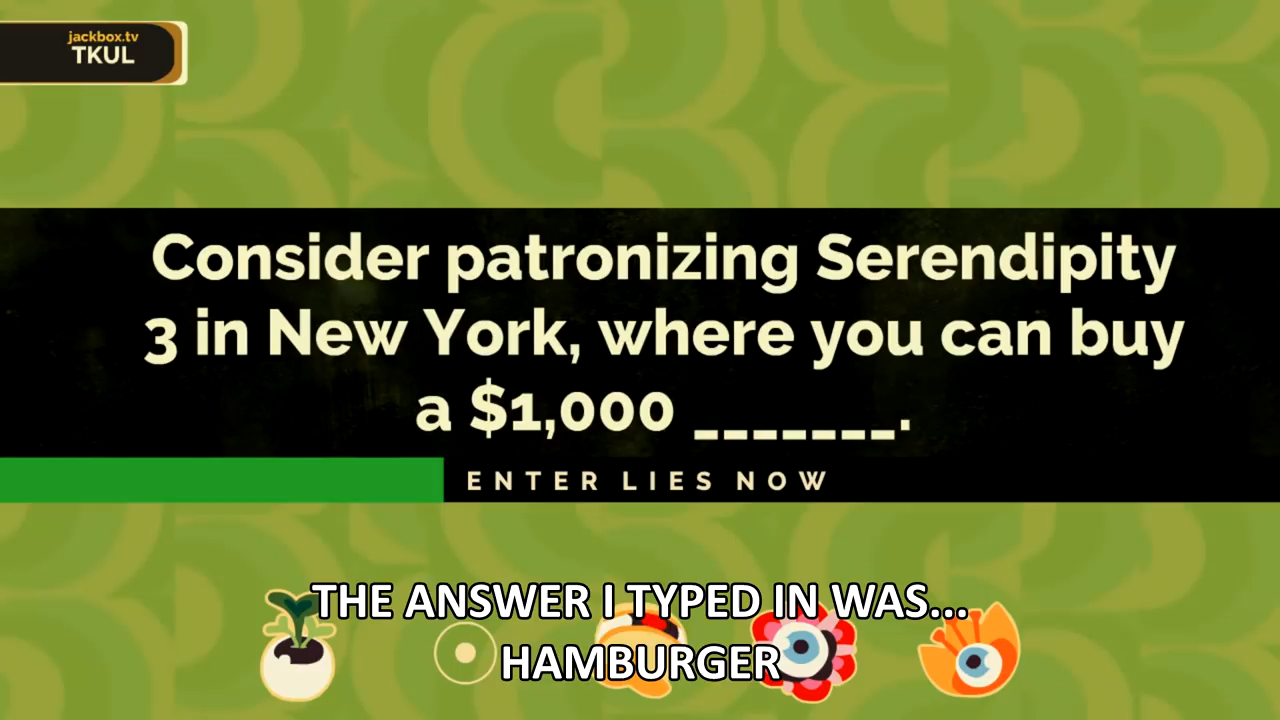 jackbox.tv
TKUL
Consider patronizing Serendipity
3 in New York, where you can buy
a $1,000 _______.
ENTER LIES NOW
THE ANSWER I TYPED IN WAS...
HAMBURGER